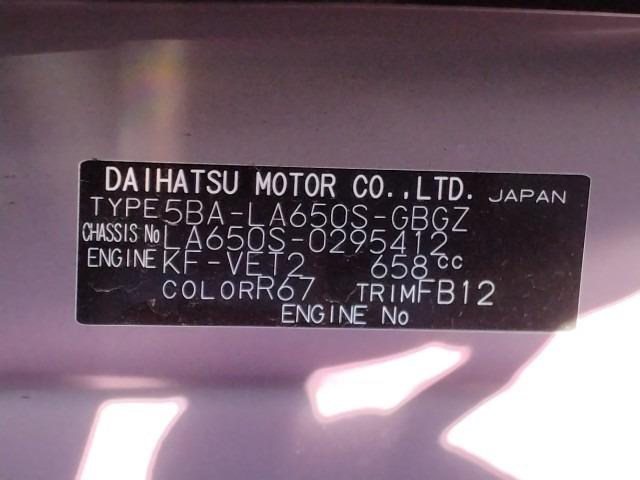 DAIHATSU MOTOR CO.,LTD. JAPAN
TYPE 5BA-LA650S-GBGZ
CHASSIS No LA650S-0295412
ENGINE KF-VET2 658cc
COLOR R67 TRIM FB12
ENGINE No